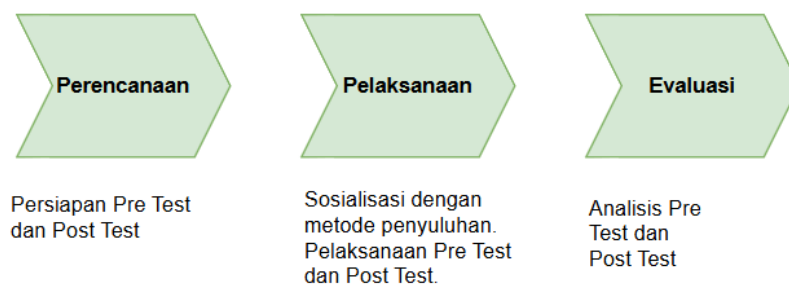 Perencanaan
Pelaksanaan
Evaluasi
Persiapan Pre Test
dan Post Test
Sosialisasi dengan
metode penyuluhan.
Pelaksanaan Pre Test
dan Post Test.
Analisis Pre
Test dan
Post Test